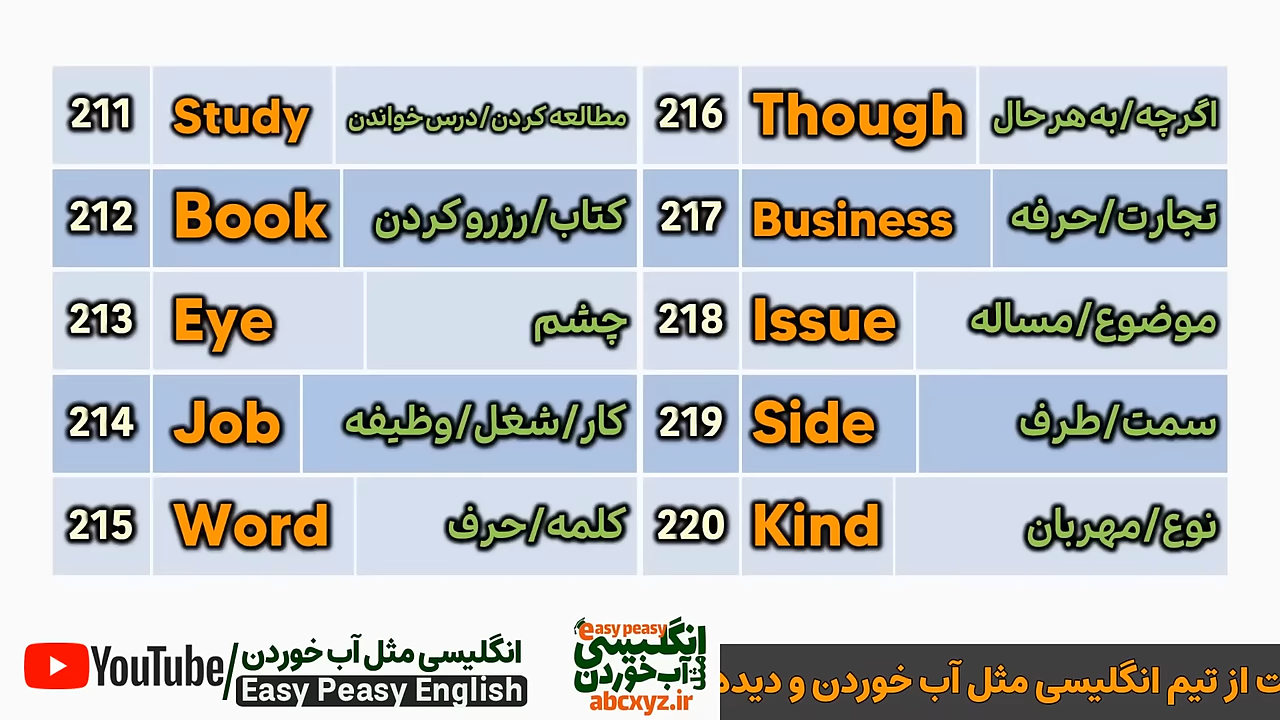 211 Study مطالعه کردن/درس خواندن
212 Book کتاب/رزرو کردن
213 Eye چشم
214 Job کار/شغل/وظیفه
215 Word کلمه/حرف
216 Though اگرچه/به هر حال
217 Business تجارت/حرفه
218 Issue موضوع/مساله
219 Side سمت/طرف
220 Kind نوع/مهربان
YouTube/انگلیسی مثل آب خوردن
Easy Peasy English
easy peasy
انگلیسی
مثل آب خوردن
abcxyz.ir
از تیم انگلیسی مثل آب خوردن و